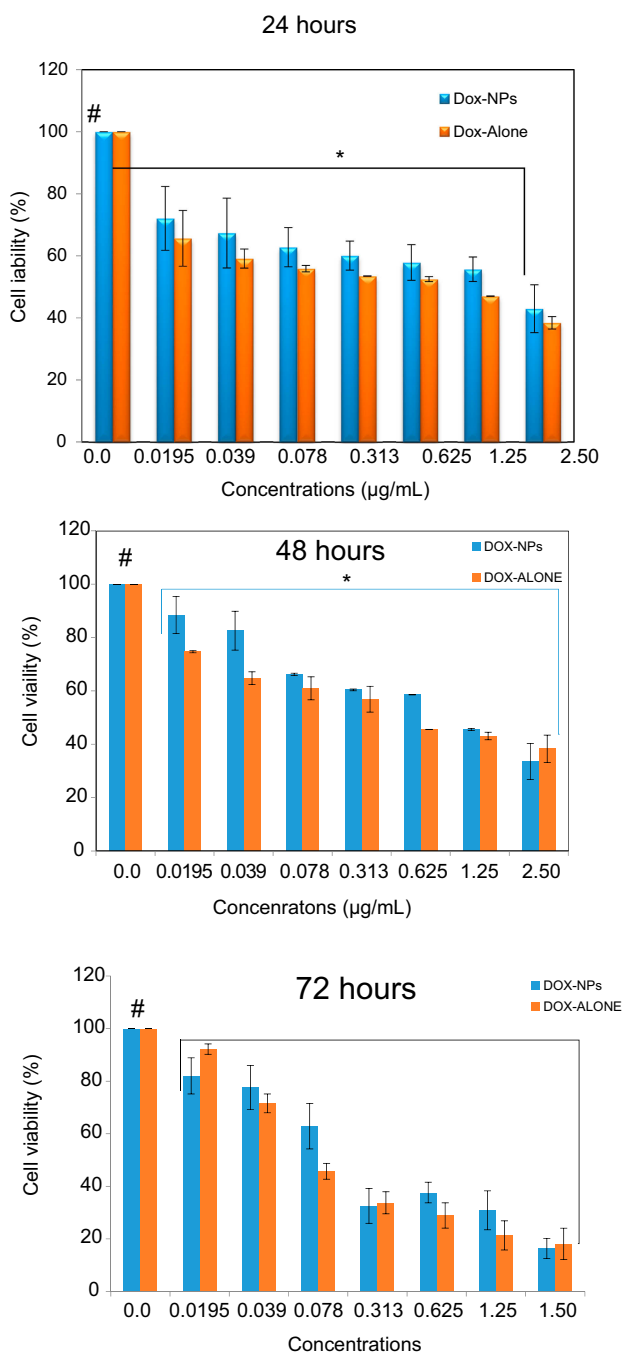 24 hours
120
100
80
60
40
20
0
Cell iability (%)
#
*
Dox-NPs
Dox-Alone
0.0 0.0195 0.039 0.078 0.313 0.625 1.25 2.50
Concentrations (µg/mL)
48 hours
120
100
80
60
40
20
0
Cell viaility (%)
#
*
DOX-NPs
DOX-ALONE
0.0 0.0195 0.039 0.078 0.313 0.625 1.25 2.50
Concenratons (µg/mL)
72 hours
120
100
80
60
40
20
0
Cell viability (%)
#
DOX-NPs
DOX-ALONE
0.0 0.0195 0.039 0.078 0.313 0.625 1.25 1.50
Concentrations